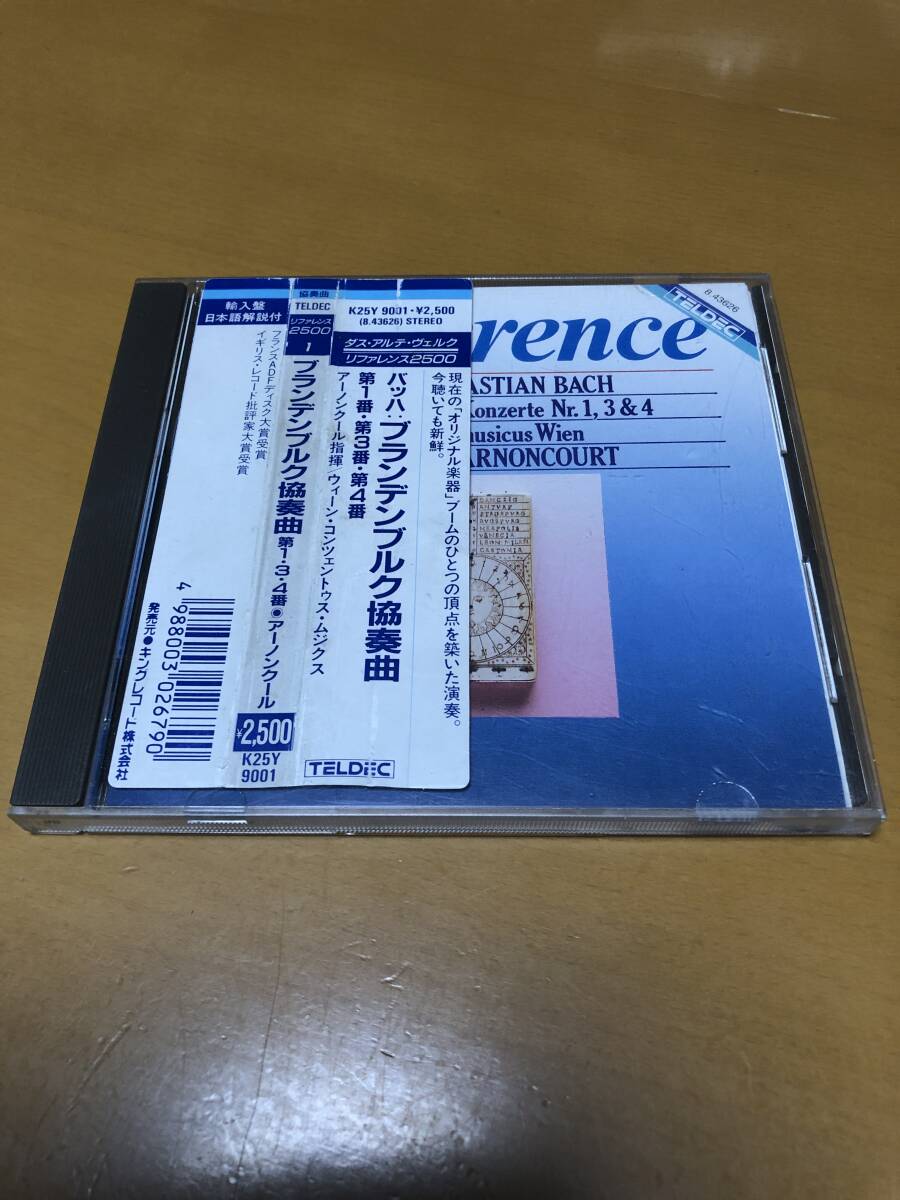 輸入盤
日本語解説付
フランスADFディスク大賞受賞
イギリス・レコード批評家大賞受賞
4 988003 026790
発売元●キングレコード株式会社
協奏曲
TELDEC
リファレンス
2500
1
ブランデンブルク協奏曲 第1・3・4番●アーノンクール
¥2,500
K25Y
9001
K25Y 9001・¥2,500
(8.43626) STEREO
ダス・アルテ・ヴェルク
リファレンス2500
現在の「オリジナル楽器」ブームのひとつの頂点を築いた演奏。
今聴いても新鮮。
バッハ:ブランデンブルク協奏曲
第1番・第3番・第4番
アーノンクール指揮/ウィーン・コンツェントゥス・ムジクス
TELDEC
rence
8.43626
TELDEC
ASTIAN BACH
Konzerte Nr. 1, 3 & 4
musicus Wien
ARNONCOURT
DANCZIG
VENECIA